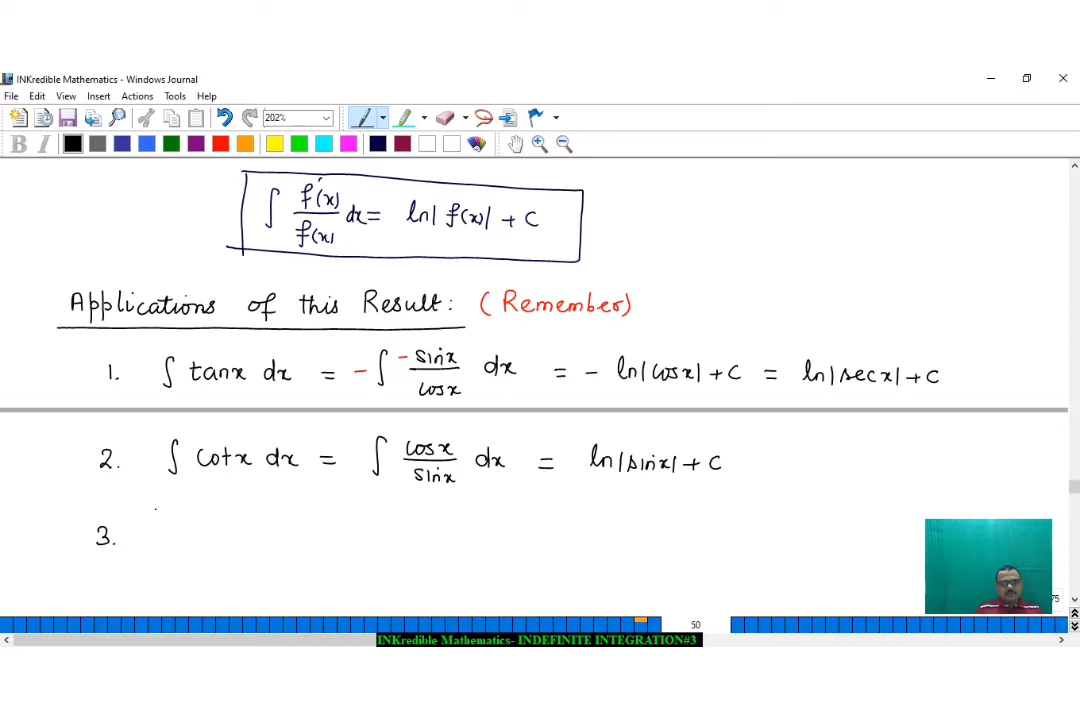 INKredible Mathematics - Windows Journal
File Edit View Insert Actions Tools Help
202%
B I
∫ f'(x)/f(x) dx = ln|f(x)| + C
Applications of this Result: (Remember)
1. ∫ tanx dx = -∫ -sinx/cosx dx = - ln|cosx| + C = ln|secx| + C
2. ∫ cotx dx = ∫ cosx/sinx dx = ln|sinx| + C
3.
75
50
INKredible Mathematics- INDEFINITE INTEGRATION#3